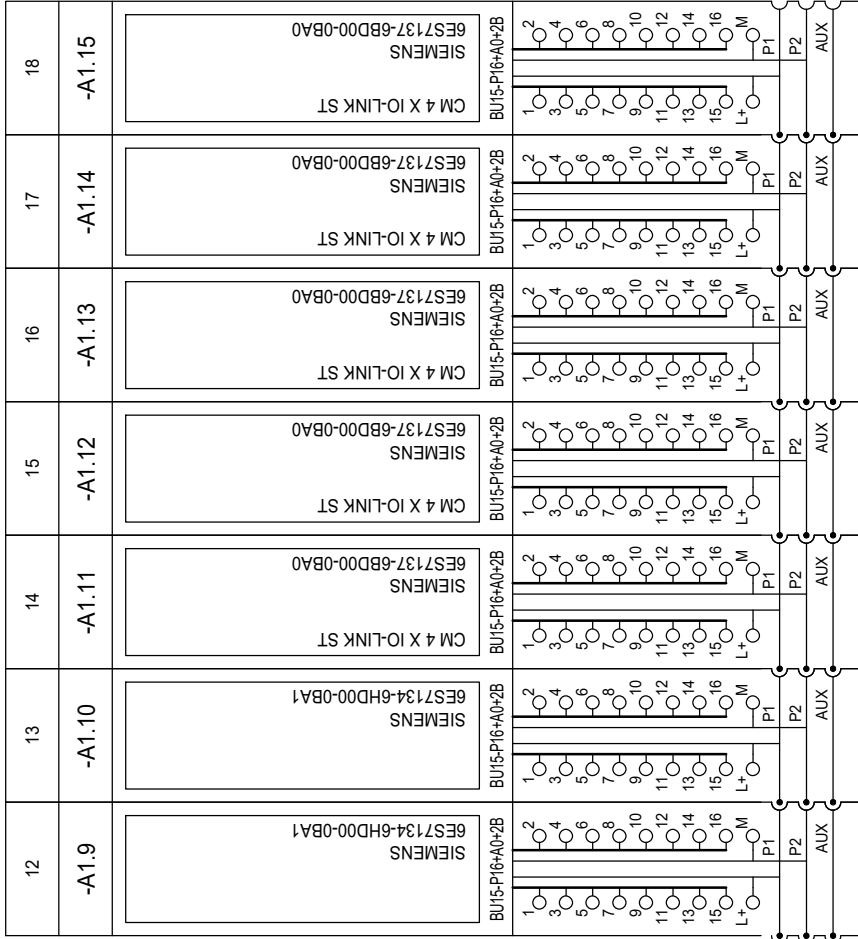 12
-A1.9
SIEMENS
6ES7134-6HD00-0BA1
BU15-P16+A0+2B
1 2
3 4
5 6
7 8
9 10
11 12
13 14
15 16
L+ M
P1
P2
AUX
13
-A1.10
SIEMENS
6ES7134-6HD00-0BA1
BU15-P16+A0+2B
1 2
3 4
5 6
7 8
9 10
11 12
13 14
15 16
L+ M
P1
P2
AUX
14
-A1.11
CM 4 X IO-LINK ST
SIEMENS
6ES7137-6BD00-0BA0
BU15-P16+A0+2B
1 2
3 4
5 6
7 8
9 10
11 12
13 14
15 16
L+ M
P1
P2
AUX
15
-A1.12
CM 4 X IO-LINK ST
SIEMENS
6ES7137-6BD00-0BA0
BU15-P16+A0+2B
1 2
3 4
5 6
7 8
9 10
11 12
13 14
15 16
L+ M
P1
P2
AUX
16
-A1.13
CM 4 X IO-LINK ST
SIEMENS
6ES7137-6BD00-0BA0
BU15-P16+A0+2B
1 2
3 4
5 6
7 8
9 10
11 12
13 14
15 16
L+ M
P1
P2
AUX
17
-A1.14
CM 4 X IO-LINK ST
SIEMENS
6ES7137-6BD00-0BA0
BU15-P16+A0+2B
1 2
3 4
5 6
7 8
9 10
11 12
13 14
15 16
L+ M
P1
P2
AUX
18
-A1.15
CM 4 X IO-LINK ST
SIEMENS
6ES7137-6BD00-0BA0
BU15-P16+A0+2B
1 2
3 4
5 6
7 8
9 10
11 12
13 14
15 16
L+ M
P1
P2
AUX